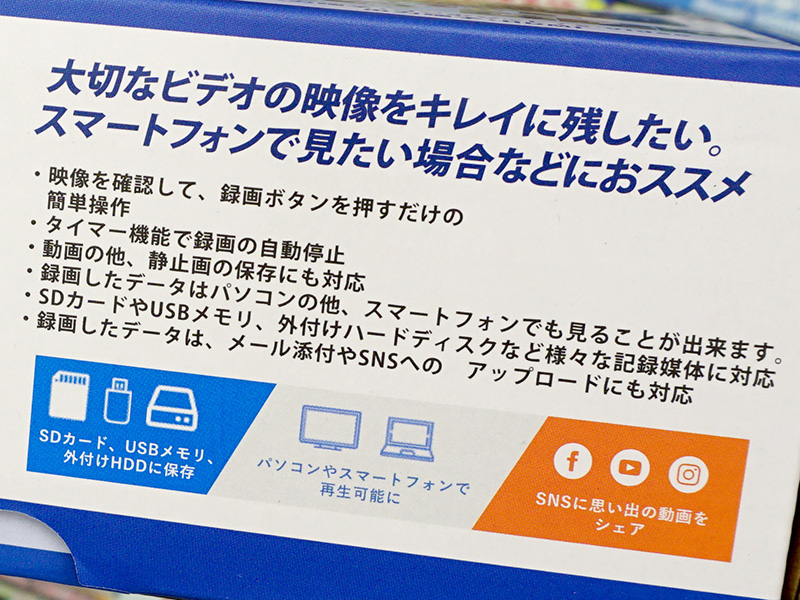 大切なビデオの映像をキレイに残したい。
スマートフォンで見たい場合などにおススメ
・映像を確認して、録画ボタンを押すだけの
簡単操作
・タイマー機能で録画の自動停止
・動画の他、静止画の保存にも対応
・録画したデータはパソコンの他、スマートフォンでも見ることが出来ます。
・SDカードやUSBメモリ、外付けハードディスクなど様々な記録媒体に対応
・録画したデータは、メール添付やSNSへの　アップロードにも対応
SDカード、USBメモリ、
外付けHDDに保存
パソコンやスマートフォンで
再生可能に
SNSに思い出の動画を
シェア